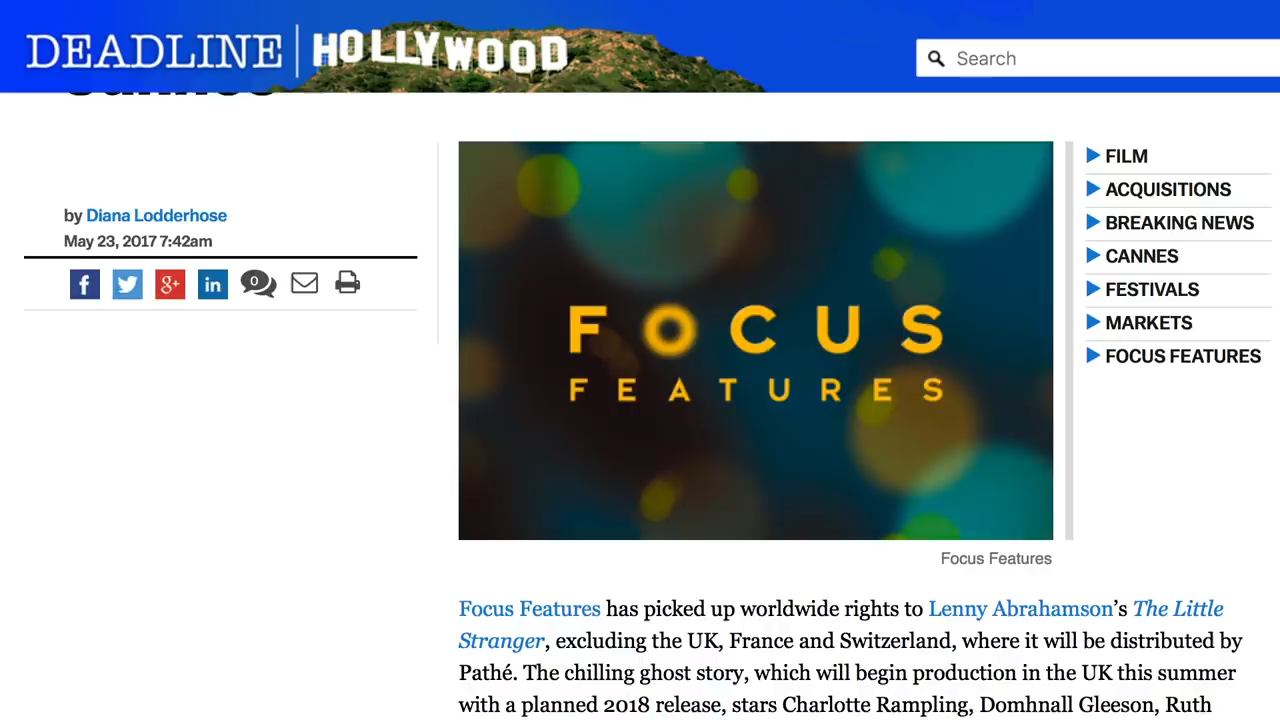 DEADLINE HOLLYWOOD
Search
by Diana Lodderhose
May 23, 2017 7:42am
f g+ in 0
FOCUS
FEATURES
Focus Features
FILM
ACQUISITIONS
BREAKING NEWS
CANNES
FESTIVALS
MARKETS
FOCUS FEATURES
Focus Features has picked up worldwide rights to Lenny Abrahamson’s The Little
Stranger, excluding the UK, France and Switzerland, where it will be distributed by
Pathé. The chilling ghost story, which will begin production in the UK this summer
with a planned 2018 release, stars Charlotte Rampling, Domhnall Gleeson, Ruth